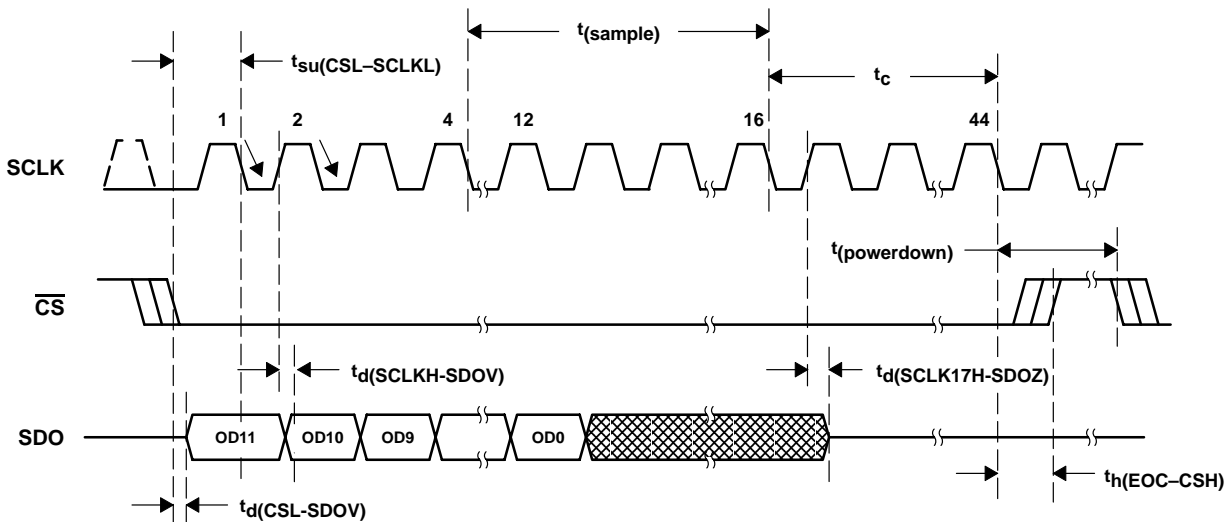 t(sample)
tsu(CSL–SCLKL)
tc
1 2 4 12 16 44
SCLK
t(powerdown)
CS
td(SCLKH-SDOV)
td(SCLK17H-SDOZ)
SDO
OD11 OD10 OD9 OD0
th(EOC–CSH)
td(CSL-SDOV)